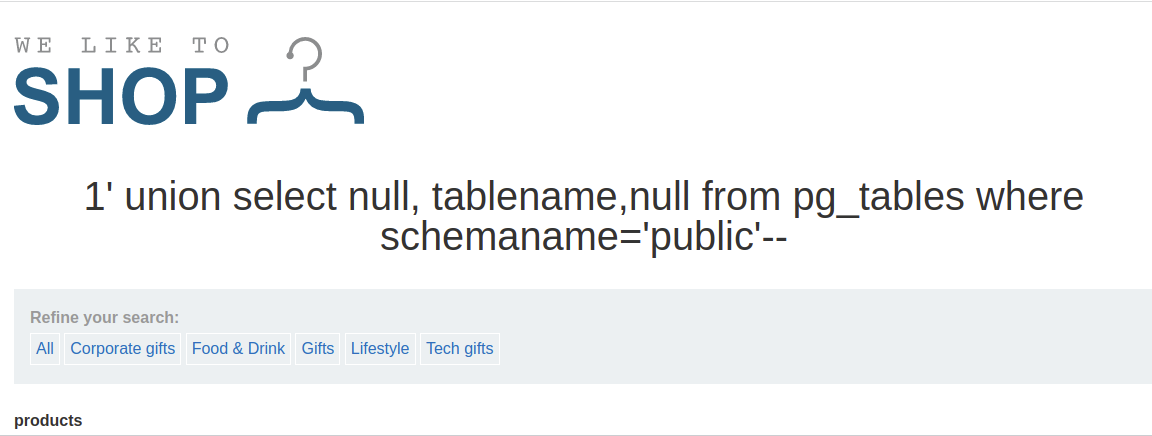 WE LIKE TO
SHOP
1' union select null, tablename,null from pg_tables where
schemaname='public'--
Refine your search:
All Corporate gifts Food & Drink Gifts Lifestyle Tech gifts
products